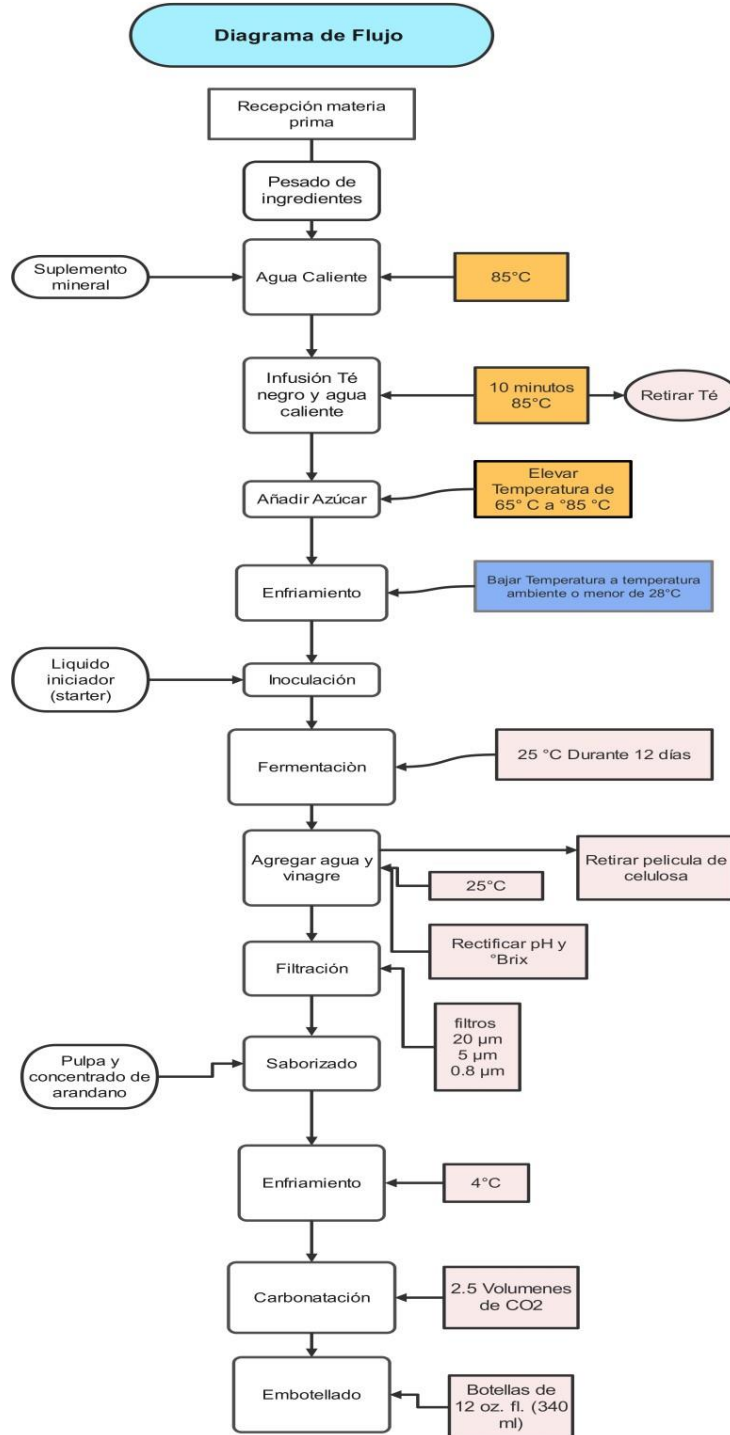 Diagrama de Flujo
Recepción materia
prima
Pesado de
ingredientes
Suplemento
mineral
Agua Caliente
85°C
Infusión Té
negro y agua
caliente
10 minutos
85°C
Retirar Té
Añadir Azúcar
Elevar
Temperatura de
65° C a °85 °C
Enfriamiento
Bajar Temperatura a temperatura
ambiente o menor de 28°C
Liquido
iniciador
(starter)
Inoculación
Fermentaciòn
25 °C Durante 12 días
Agregar agua y
vinagre
Retirar pelicula de
celulosa
25°C
Rectificar pH y
°Brix
Filtración
filtros
20 µm
5 µm
0.8 µm
Pulpa y
concentrado de
arandano
Saborizado
Enfriamiento
4°C
Carbonatación
2.5 Volumenes
de CO2
Embotellado
Botellas de
12 oz. fl. (340
ml)